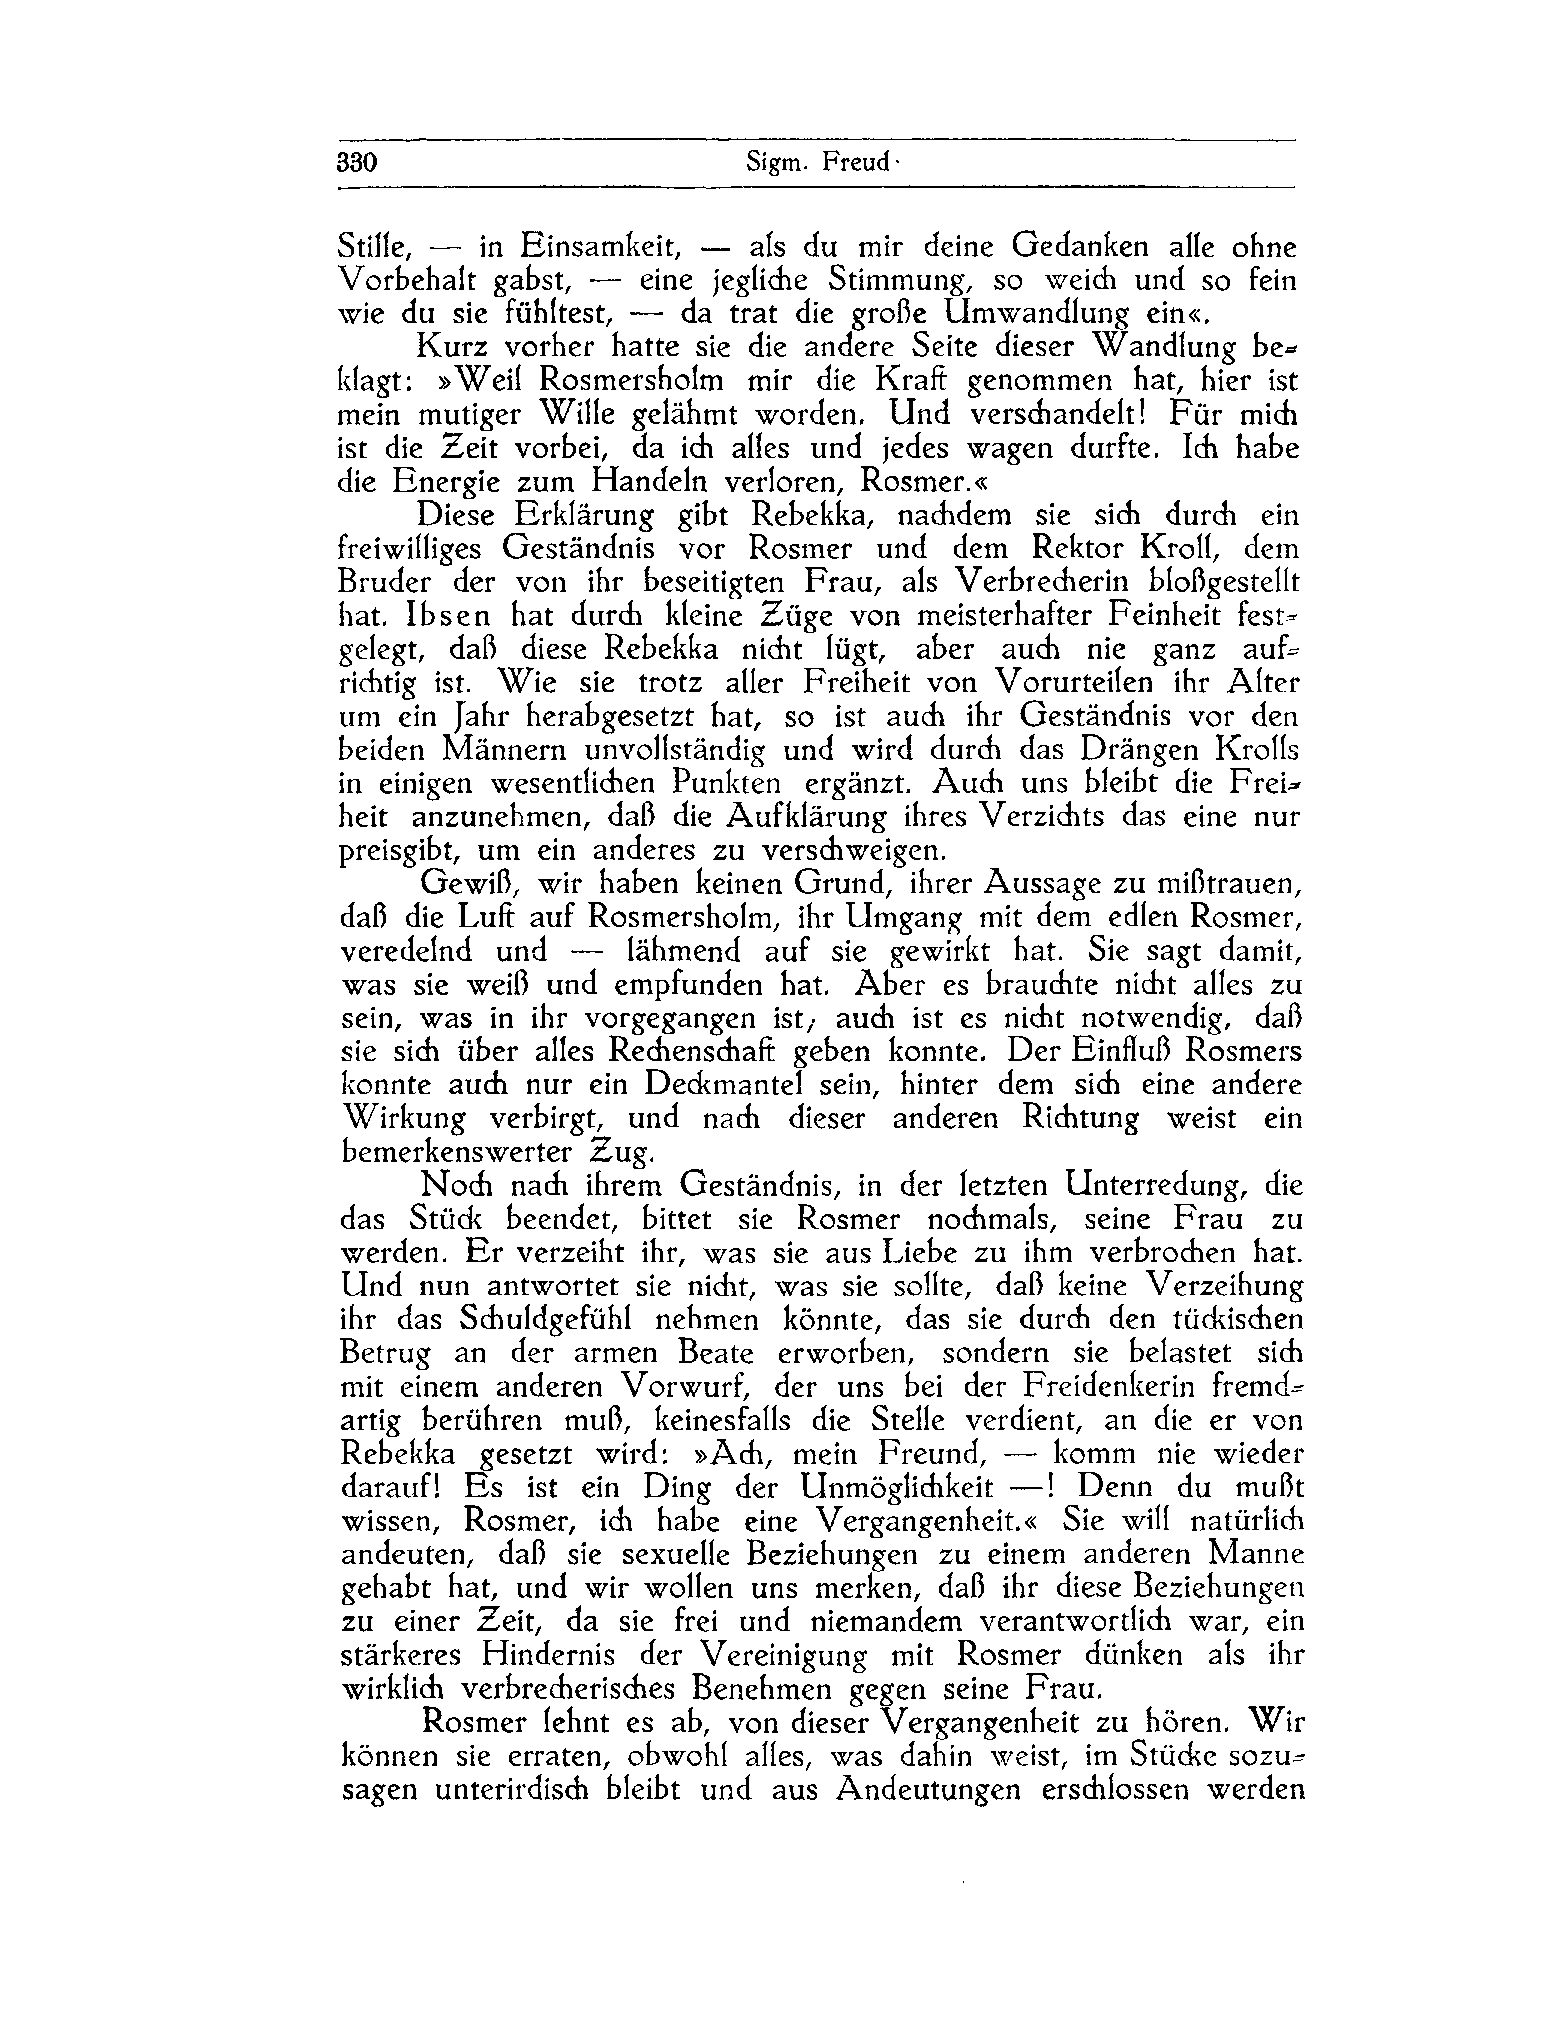 330
Sigm. Freud
Stille, — in Einsamkeit, — als du mir deine Gedanken alle ohne
Vorbehalt gabst, — eine jegliche Stimmung, so weich und so fein
wie du sie fühltest, — da trat die große Umwandlung ein«.
Kurz vorher hatte sie die andere Seite dieser Wandlung be-
klagt: »Weil Rosmersholm mir die Kraft genommen hat, hier ist
mein mutiger Wille gelähmt worden. Und verschandelt! Für mich
ist die Zeit vorbei, da ich alles und jedes wagen durfte. Ich habe
die Energie zum Handeln verloren, Rosmer.«
Diese Erklärung gibt Rebekka, nachdem sie sich durch ein
freiwilliges Geständnis vor Rosmer und dem Rektor Kroll, dem
Bruder der von ihr beseitigten Frau, als Verbrecherin bloßgestellt
hat. Ibsen hat durch kleine Züge von meisterhafter Feinheit fest-
gelegt, daß diese Rebekka nicht lügt, aber auch nie ganz auf-
richtig ist. Wie sie trotz aller Freiheit von Vorurteilen ihr Alter
um ein Jahr herabgesetzt hat, so ist auch ihr Geständnis vor den
beiden Männern unvollständig und wird durch das Drängen Krolls
in einigen wesentlichen Punkten ergänzt. Auch uns bleibt die Frei-
heit anzunehmen, daß die Aufklärung ihres Verzichts das eine nur
preisgibt, um ein anderes zu verschweigen.
Gewiß, wir haben keinen Grund, ihrer Aussage zu mißtrauen,
daß die Luft auf Rosmersholm, ihr Umgang mit dem edlen Rosmer,
veredelnd und — lähmend auf sie gewirkt hat. Sie sagt damit,
was sie weiß und empfunden hat. Aber es brauchte nicht alles zu
sein, was in ihr vorgegangen ist; auch ist es nicht notwendig, daß
sie sich über alles Rechenschaft geben konnte. Der Einfluß Rosmers
konnte auch nur ein Deckmantel sein, hinter dem sich eine andere
Wirkung verbirgt, und nach dieser anderen Richtung weist ein
bemerkenswerter Zug.
Noch nach ihrem Geständnis, in der letzten Unterredung, die
das Stück beendet, bittet sie Rosmer nochmals, seine Frau zu
werden. Er verzeiht ihr, was sie aus Liebe zu ihm verbrochen hat.
Und nun antwortet sie nicht, was sie sollte, daß keine Verzeihung
ihr das Schuldgefühl nehmen könnte, das sie durch den tückischen
Betrug an der armen Beate erworben, sondern sie belastet sich
mit einem anderen Vorwurf, der uns bei der Freidenkerin fremd-
artig berühren muß, keinesfalls die Stelle verdient, an die er von
Rebekka gesetzt wird: »Ach, mein Freund, — komm nie wieder
darauf! Es ist ein Ding der Unmöglichkeit —! Denn du mußt
wissen, Rosmer, ich habe eine Vergangenheit.« Sie will natürlich
andeuten, daß sie sexuelle Beziehungen zu einem anderen Manne
gehabt hat, und wir wollen uns merken, daß ihr diese Beziehungen
zu einer Zeit, da sie frei und niemandem verantwortlich war, ein
stärkeres Hindernis der Vereinigung mit Rosmer dünken als ihr
wirklich verbrecherisches Benehmen gegen seine Frau.
Rosmer lehnt es ab, von dieser Vergangenheit zu hören. Wir
können sie erraten, obwohl alles, was dahin weist, im Stücke sozu-
sagen unterirdisch bleibt und aus Andeutungen erschlossen werden